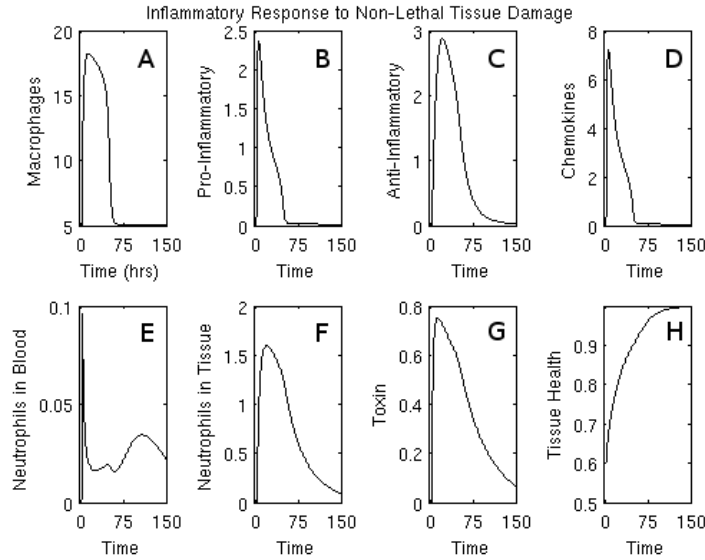 Inflammatory Response to Non-Lethal Tissue Damage
20
15
10
5
0
75
150
Macrophages
Time (hrs)
A
2.5
2
1.5
1
0.5
0
0
75
150
Pro-Inflammatory
Time
B
3
2
1
0
0
75
150
Anti-Inflammatory
Time
C
8
6
4
2
0
0
75
150
Chemokines
Time
D
0.1
0.05
0
0
75
150
Neutrophils in Blood
Time
E
2
1.5
1
0.5
0
0
75
150
Neutrophils in Tissue
Time
F
0.8
0.6
0.4
0.2
0
0
75
150
Toxin
Time
G
1
0.9
0.8
0.7
0.6
0.5
0
75
150
Tissue Health
Time
H